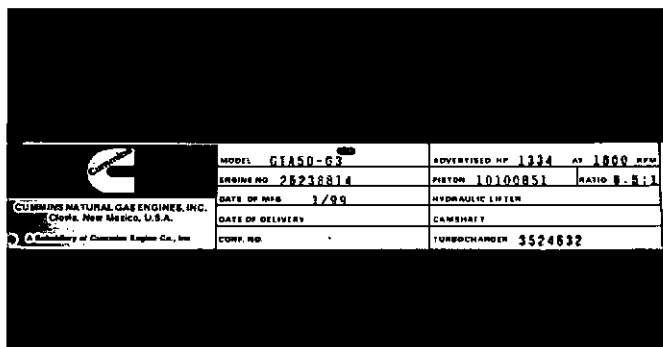 Cummins
CUMMINS NATURAL GAS ENGINES, INC.
Clovis, New Mexico, U.S.A.
A Subsidiary of Cummins Engine Co., Inc
MODEL GTA50-G3
ENGINE NO 25238814
DATE OF MFG 1/99
DATE OF DELIVERY
CONF. NO.
ADVERTISED HP 1334 AT 1800 RPM
PISTON 10100851 RATIO 8.5:1
HYDRAULIC LIFTER
CAMSHAFT
TURBOCHARGER 3524632